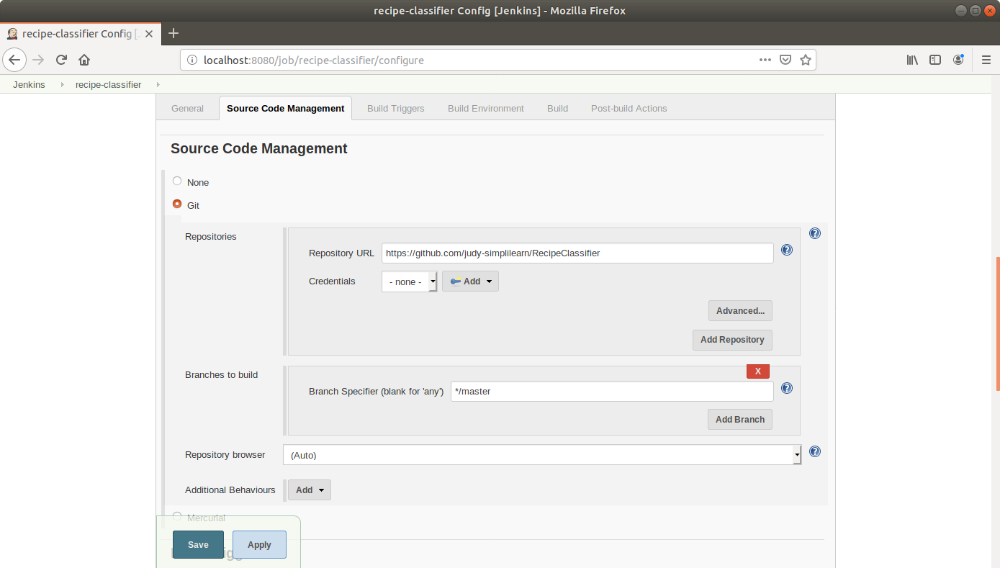 recipe-classifier Config [Jenkins] - Mozilla Firefox
recipe-classifier Config [
localhost:8080/job/recipe-classifier/configure
Jenkins recipe-classifier
General Source Code Management Build Triggers Build Environment Build Post-build Actions
Source Code Management
None
Git
Repositories
Repository URL https://github.com/judy-simplilearn/RecipeClassifier
Credentials - none - Add
Advanced...
Add Repository
Branches to build
X
Branch Specifier (blank for 'any') */master
Add Branch
Repository browser (Auto)
Additional Behaviours Add
Mercurial
Save Apply